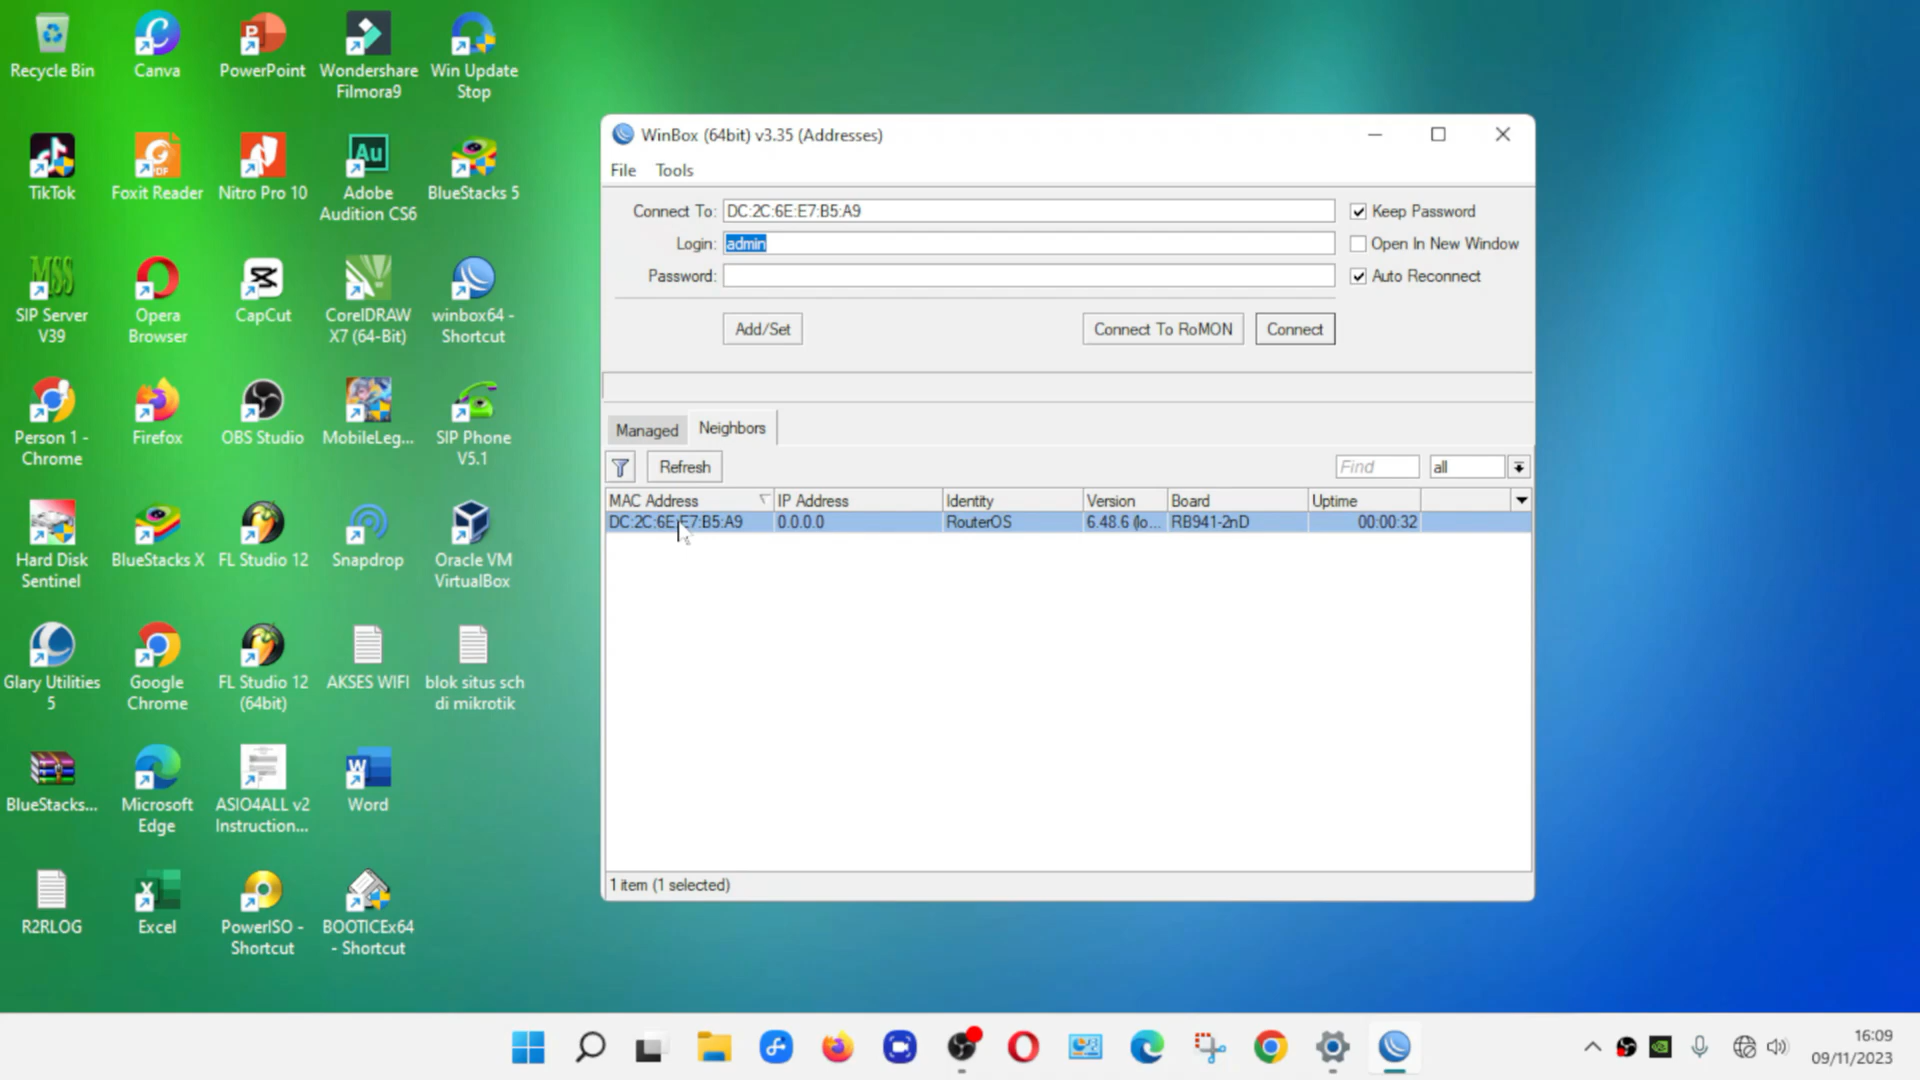 Recycle Bin
Canva
PowerPoint
Wondershare
Filmora9
Win Update
Stop
TikTok
Foxit Reader
Nitro Pro 10
Adobe
Audition CS6
BlueStacks 5
SIP Server
V39
Opera
Browser
CapCut
CorelDRAW
X7 (64-Bit)
winbox64 -
Shortcut
Person 1 -
Chrome
Firefox
OBS Studio
MobileLeg...
SIP Phone
V5.1
Hard Disk
Sentinel
BlueStacks X
FL Studio 12
Snapdrop
Oracle VM
VirtualBox
Glary Utilities
5
Google
Chrome
FL Studio 12
(64bit)
AKSES WIFI
blok situs sch
di mikrotik
BlueStacks...
Microsoft
Edge
ASIO4ALL v2
Instruction...
Word
R2RLOG
Excel
PowerISO -
Shortcut
BOOTICEx64
- Shortcut
WinBox (64bit) v3.35 (Addresses)
File Tools
Connect To: DC:2C:6E:E7:B5:A9
Keep Password
Login: admin
Open In New Window
Password:
Auto Reconnect
Add/Set
Connect To RoMON
Connect
Managed Neighbors
Refresh
Find
all
MAC Address IP Address Identity Version Board Uptime
DC:2C:6E:E7:B5:A9 0.0.0.0 RouterOS 6.48.6 (lo... RB941-2nD 00:00:32
1 item (1 selected)
16:09
09/11/2023